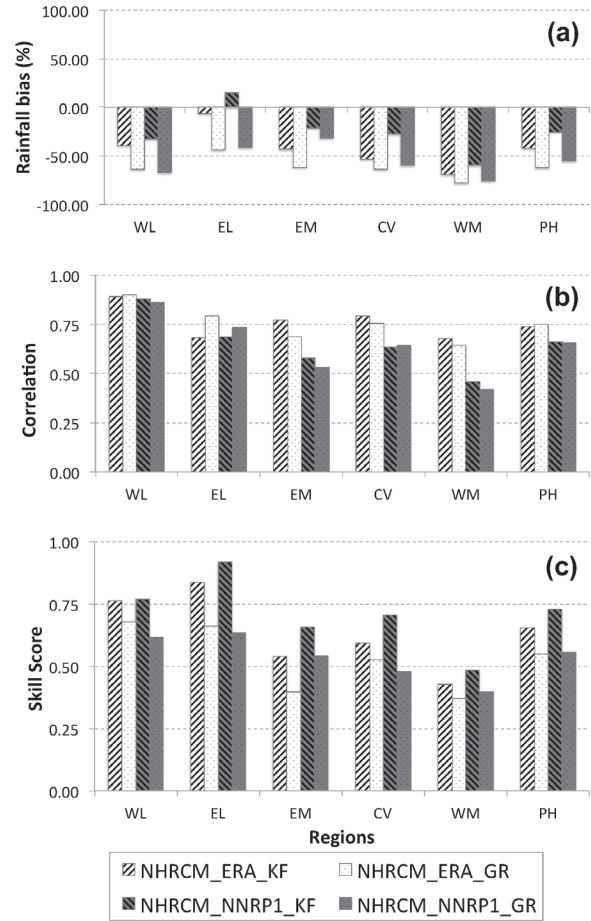 100.00
50.00
0.00
-50.00
-100.00
Rainfall bias (%)
(a)
WL EL EM CV WM PH
1.00
0.75
0.50
0.25
0.00
Correlation
(b)
WL EL EM CV WM PH
1.00
0.75
0.50
0.25
0.00
Skill Score
(c)
WL EL EM CV WM PH
Regions
NHRCM_ERA_KF NHRCM_ERA_GR
NHRCM_NNRP1_KF NHRCM_NNRP1_GR